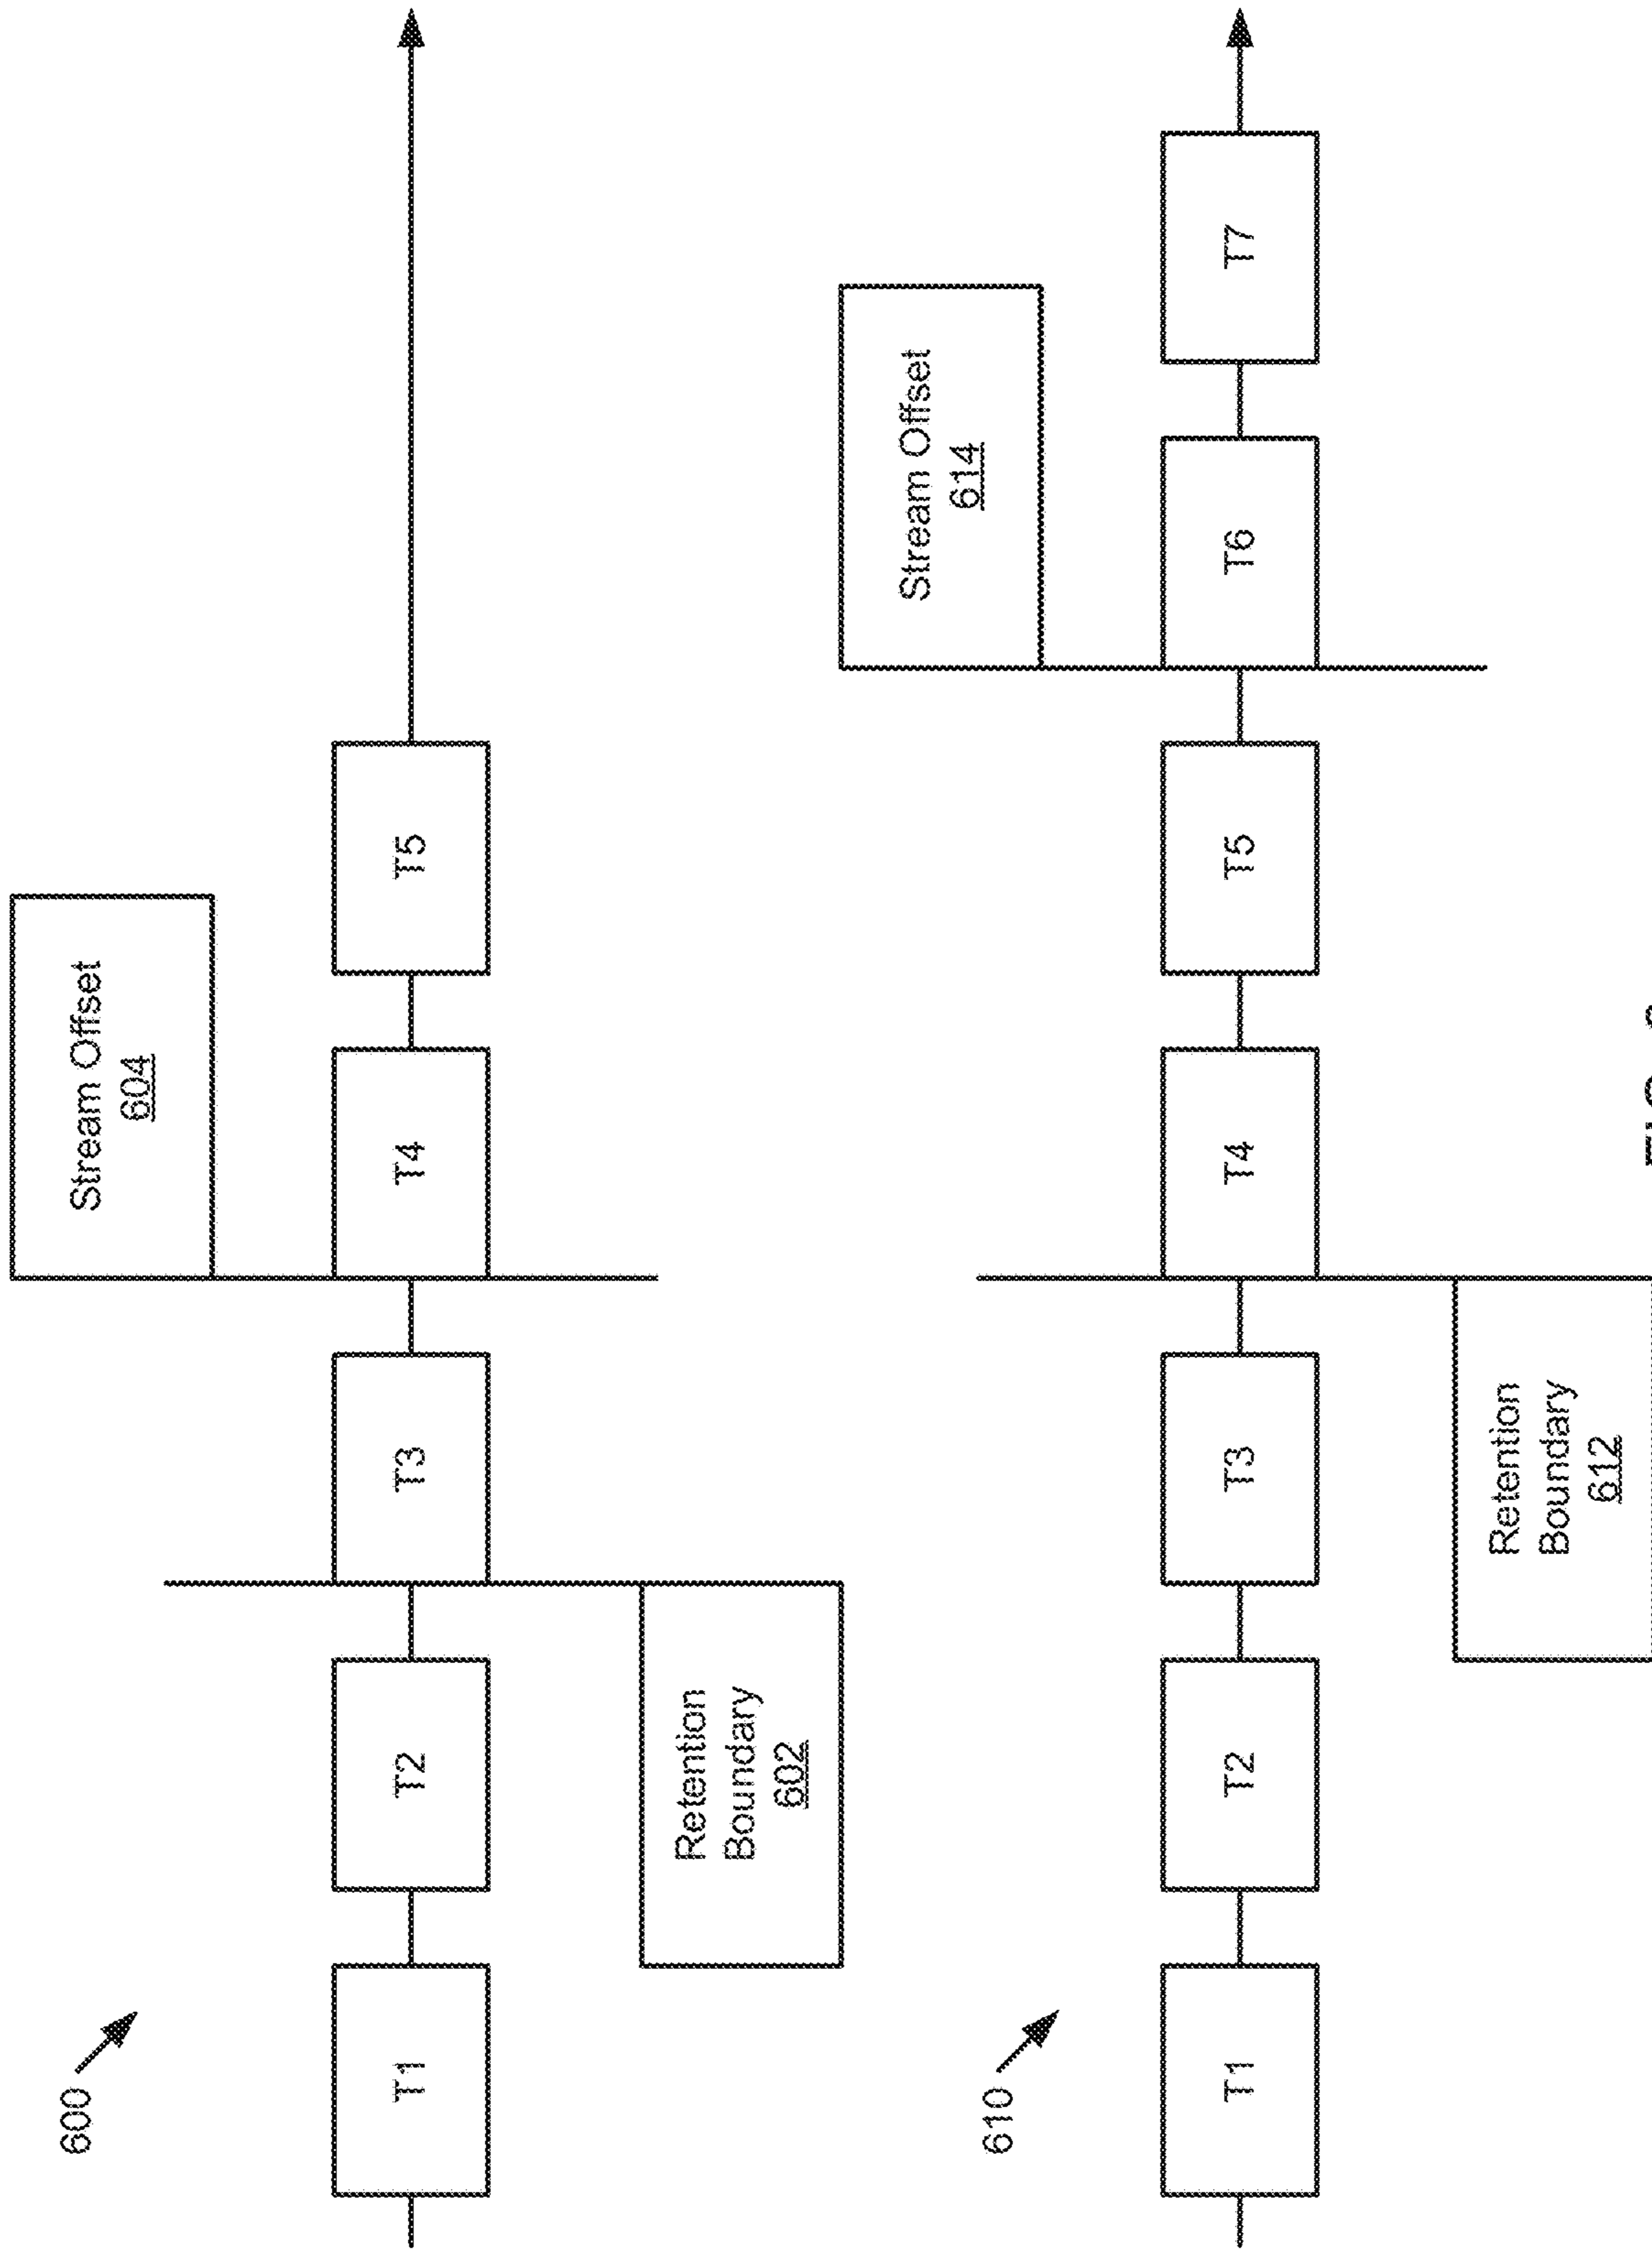 600
Stream Offset
604
T1
T2
T3
T4
T5
Retention
Boundary
602
610
Stream Offset
614
T1
T2
T3
T4
T5
T6
T7
Retention
Boundary
612